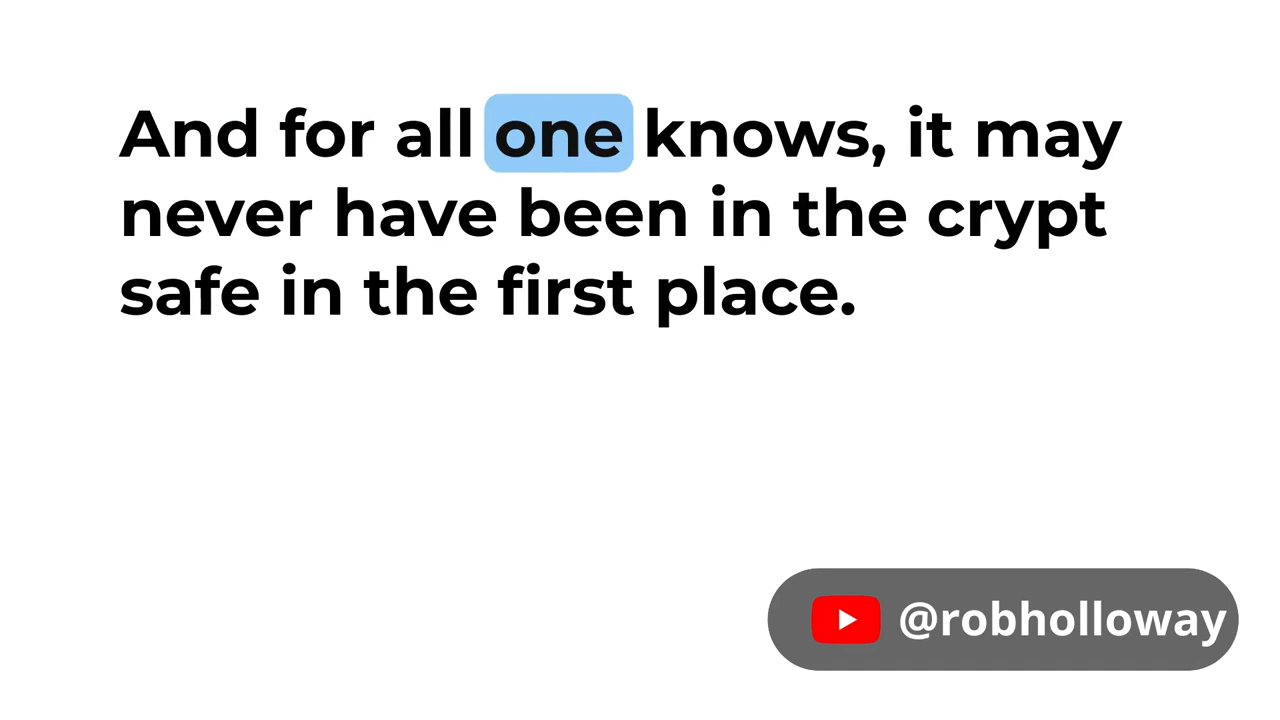 And for all one knows, it may
never have been in the crypt
safe in the first place.
@robholloway